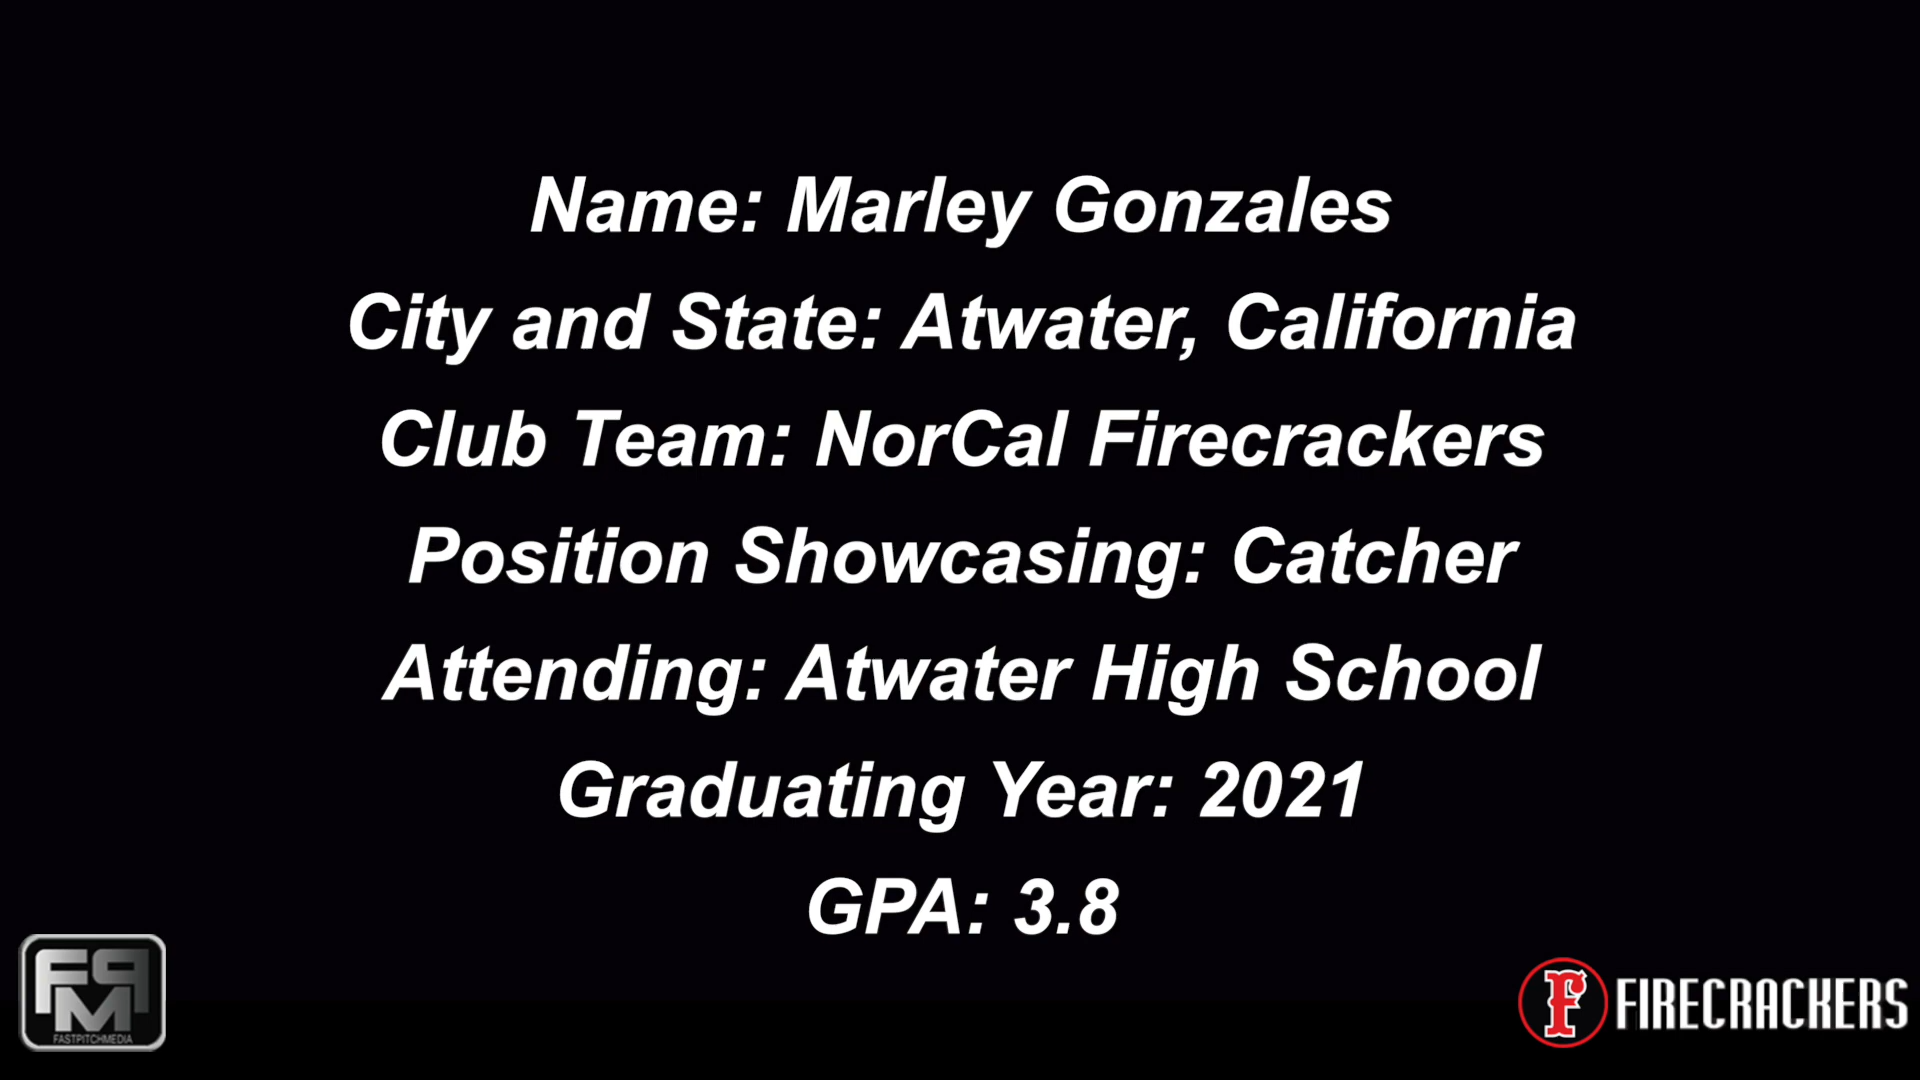 Name: Marley Gonzales
City and State: Atwater, California
Club Team: NorCal Firecrackers
Position Showcasing: Catcher
Attending: Atwater High School
Graduating Year: 2021
GPA: 3.8
FPM
FASTPITCHMEDIA
F FIRECRACKERS